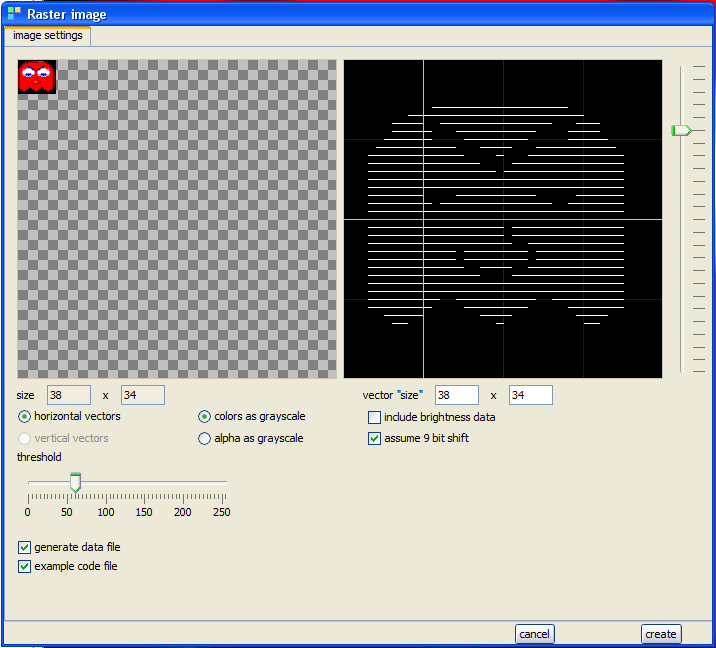 Raster image
image settings
size 38 x 34
vector "size" 38 x 34
horizontal vectors
colors as grayscale
include brightness data
vertical vectors
alpha as grayscale
assume 9 bit shift
threshold
0 50 100 150 200 250
generate data file
example code file
cancel
create